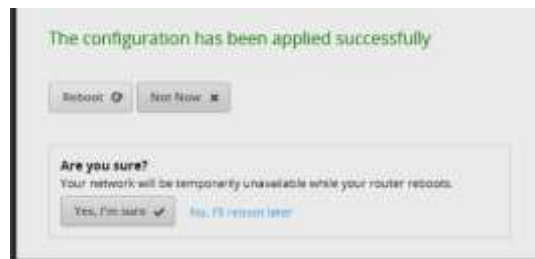 The configuration has been applied successfully
Reboot
Not Now
Are you sure?
Your network will be temporarily unavailable while your router reboots.
Yes, I'm sure
No, I'll reboot later